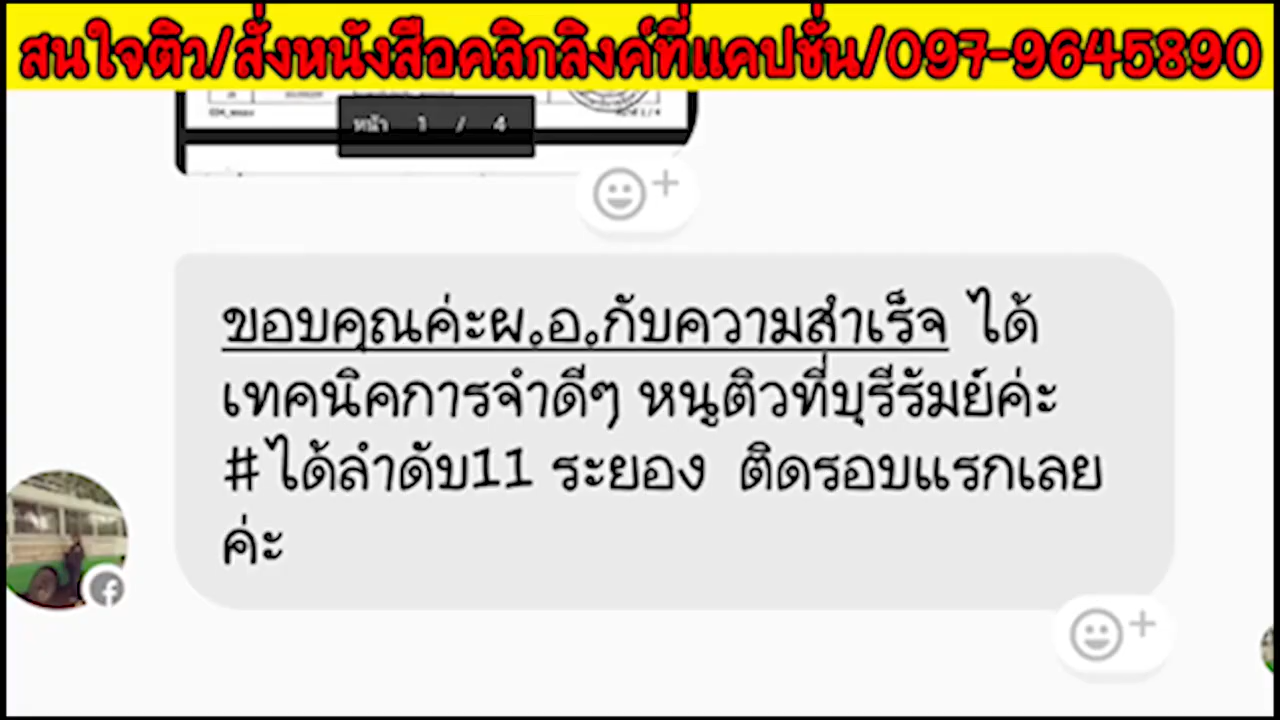 สนใจติว/สั่งหนังสือคลิกลิงค์ที่แคปชั่น/097-9645890
หน้า 1 / 4
ขอบคุณค่ะผ.อ.กับความสำเร็จ ได้
เทคนิคการจำดีๆ หนูติวที่บุรีรัมย์ค่ะ
#ได้ลำดับ11 ระยอง ติดรอบแรกเลย
ค่ะ